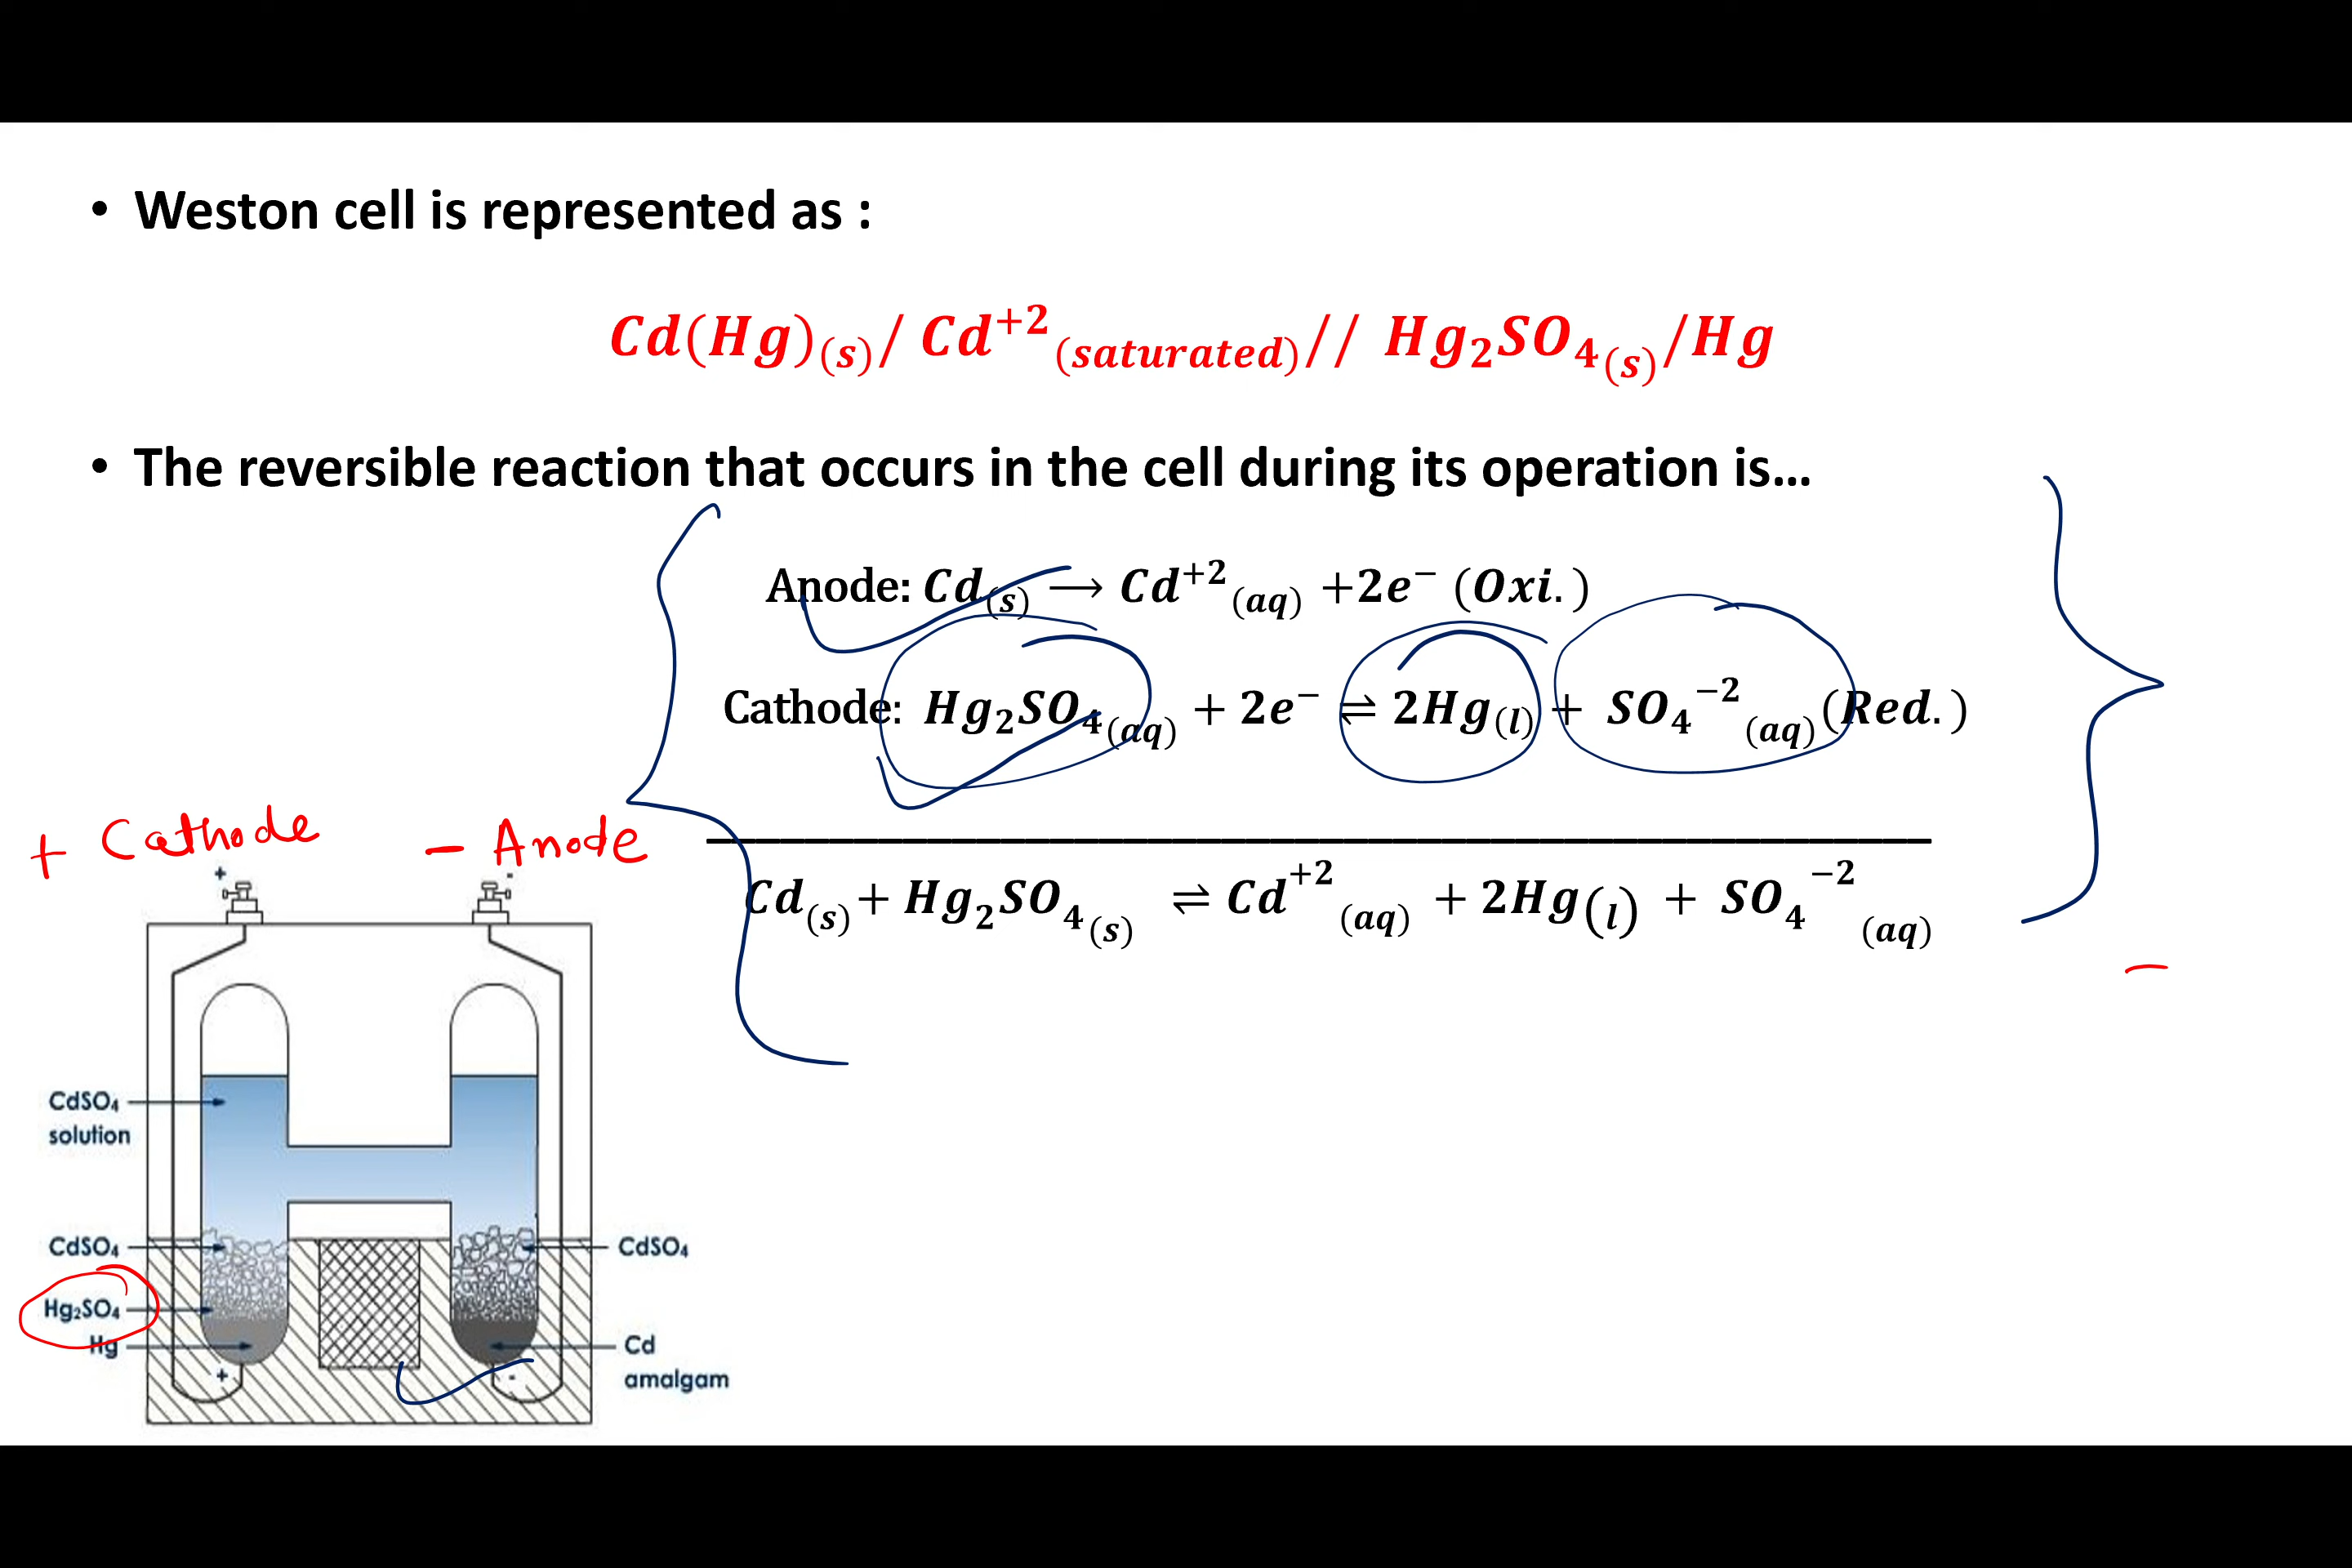 • Weston cell is represented as :
Cd(Hg)₍ₛ₎/ Cd⁺²(saturated)// Hg₂SO₄(s)/Hg
• The reversible reaction that occurs in the cell during its operation is...
Anode: Cd(s) ⟶ Cd⁺²(aq) +2e⁻ (Oxi.)
Cathode: Hg₂SO₄(aq) + 2e⁻ ⇌ 2Hg(l) + SO₄⁻²(aq)(Red.)
Cd(s)+ Hg₂SO₄(s) ⇌ Cd⁺²(aq) + 2Hg(l) + SO₄⁻²(aq)
+ Cathode
- Anode
+ -
CdSO₄
solution
CdSO₄
CdSO₄
Hg₂SO₄
Hg
Cd
amalgam
+ -